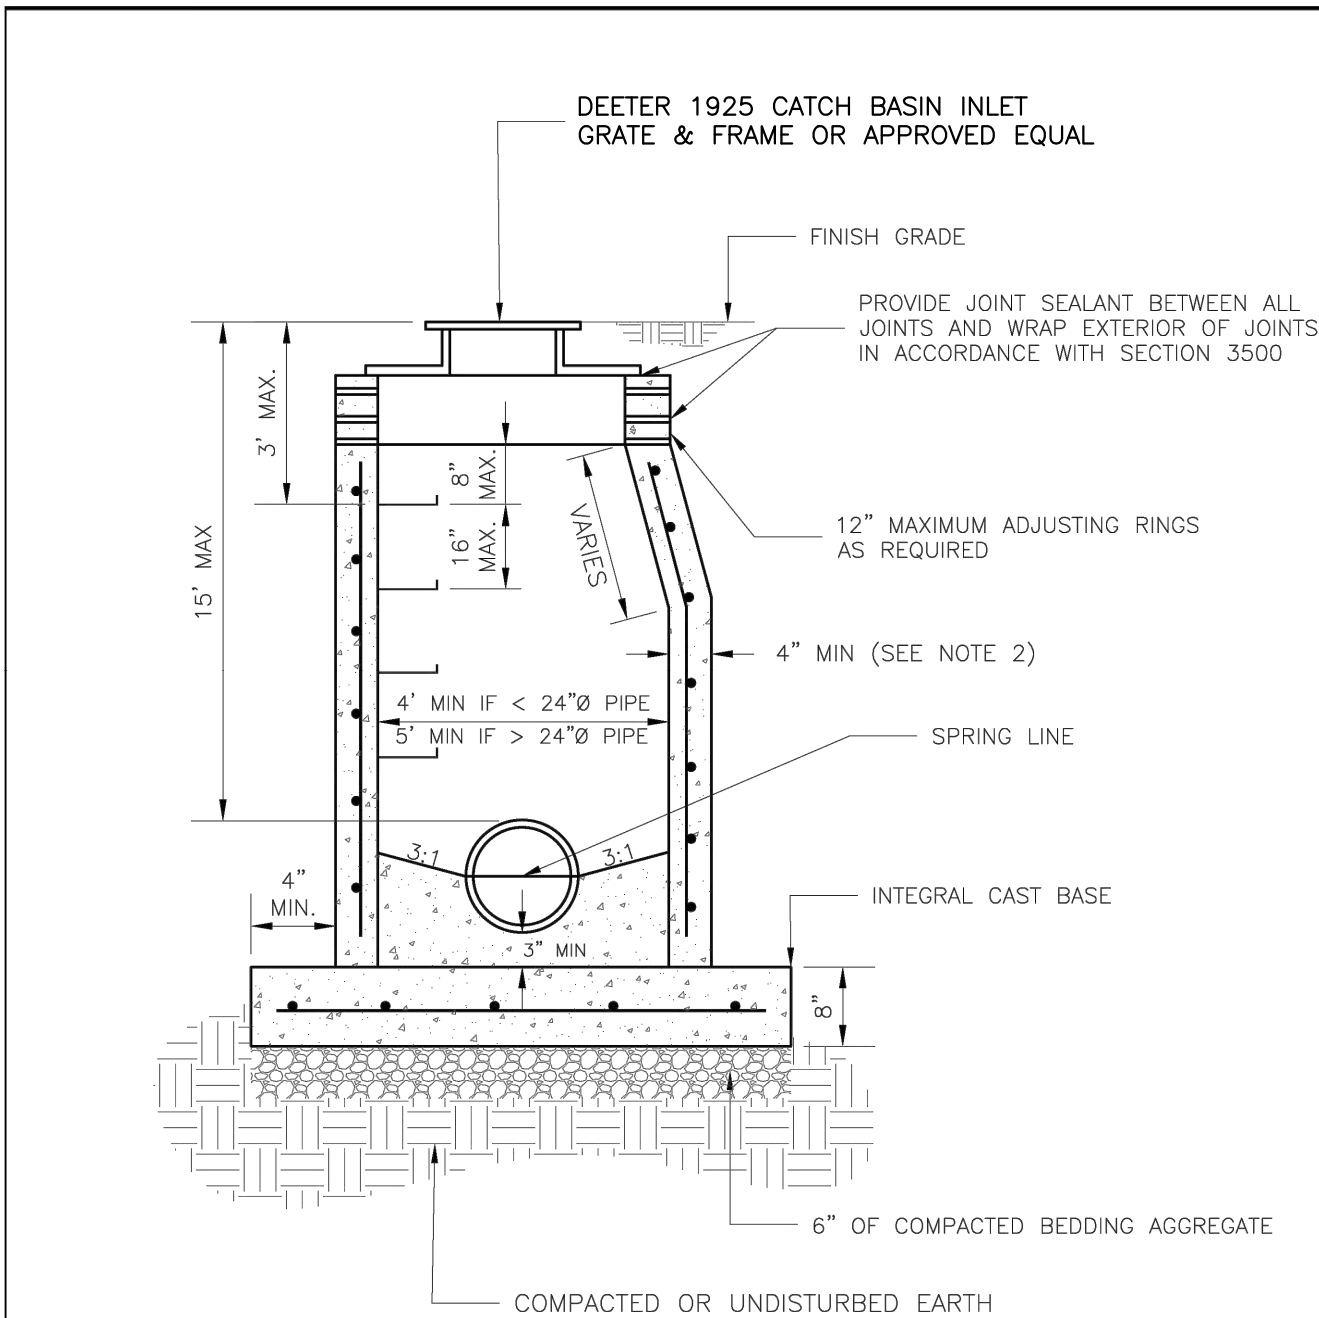 DEETER 1925 CATCH BASIN INLET
GRATE & FRAME OR APPROVED EQUAL
FINISH GRADE
PROVIDE JOINT SEALANT BETWEEN ALL
JOINTS AND WRAP EXTERIOR OF JOINTS
IN ACCORDANCE WITH SECTION 3500
3' MAX.
8"
MAX.
16"
MAX.
VARIES
12" MAXIMUM ADJUSTING RINGS
AS REQUIRED
15' MAX
4" MIN (SEE NOTE 2)
4' MIN IF < 24"Ø PIPE
5' MIN IF > 24"Ø PIPE
SPRING LINE
3:1
3:1
4"
MIN.
INTEGRAL CAST BASE
3" MIN
8"
6" OF COMPACTED BEDDING AGGREGATE
COMPACTED OR UNDISTURBED EARTH